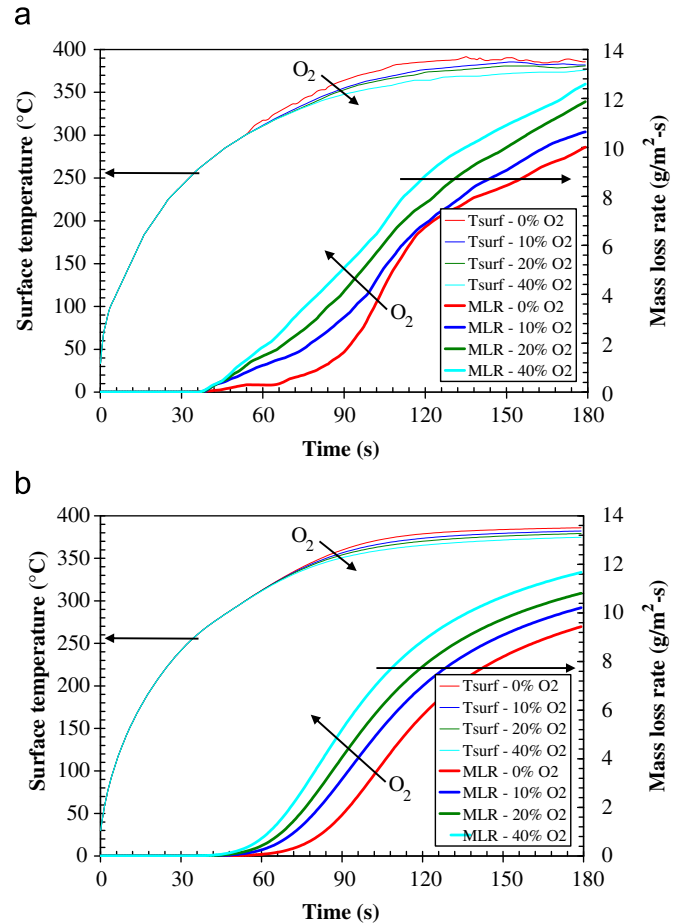 a
400
350
300
250
200
150
100
50
0
Surface temperature (°C)
O2
O2
14
12
10
8
6
4
2
0
Mass loss rate (g/m2-s)
Tsurf - 0% O2
Tsurf - 10% O2
Tsurf - 20% O2
Tsurf - 40% O2
MLR - 0% O2
MLR - 10% O2
MLR - 20% O2
MLR - 40% O2
0 30 60 90 120 150 180
Time (s)
b
400
350
300
250
200
150
100
50
0
Surface temperature (°C)
O2
O2
14
12
10
8
6
4
2
0
Mass loss rate (g/m2-s)
Tsurf - 0% O2
Tsurf - 10% O2
Tsurf - 20% O2
Tsurf - 40% O2
MLR - 0% O2
MLR - 10% O2
MLR - 20% O2
MLR - 40% O2
0 30 60 90 120 150 180
Time (s)